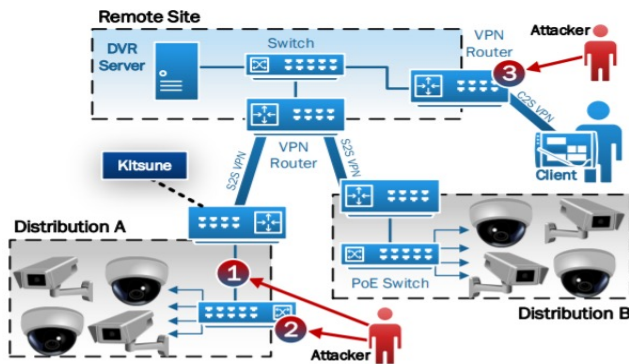 Remote Site
DVR
Server
Switch
VPN
Router
Attacker
3
C2S VPN
Client
VPN
Router
S2S VPN
S2S VPN
Kitsune
Distribution A
1
2
PoE Switch
Distribution B
Attacker